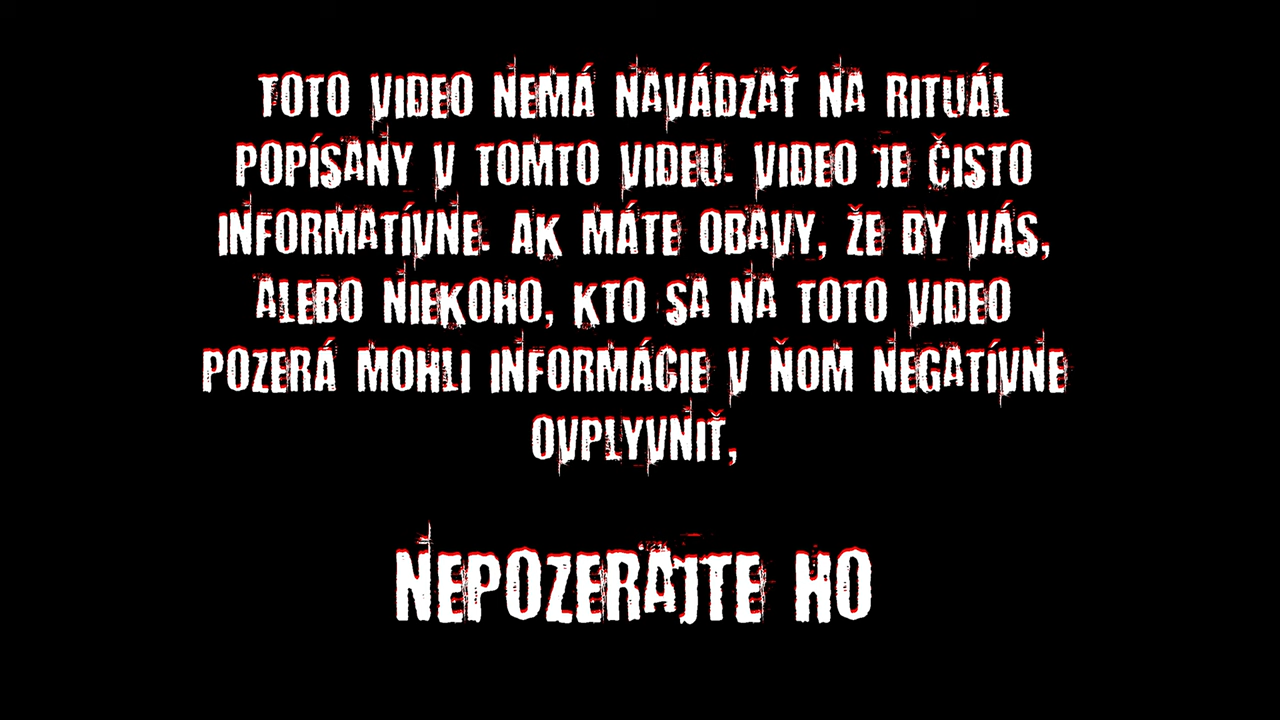 TOTO VIDEO NEMÁ NAVÁDZAŤ NA RITUÁL
POPÍSANY V TOMTO VIDEU. VIDEO JE ČISTO
INFORMATÍVNE. AK MÁTE OBAVY, ŽE BY VÁS,
ALEBO NIEKOHO, KTO SA NA TOTO VIDEO
POZERÁ MOHLI INFORMÁCIE V ŇOM NEGATÍVNE
OVPLYVNIŤ,
NEPOZERAJTE HO